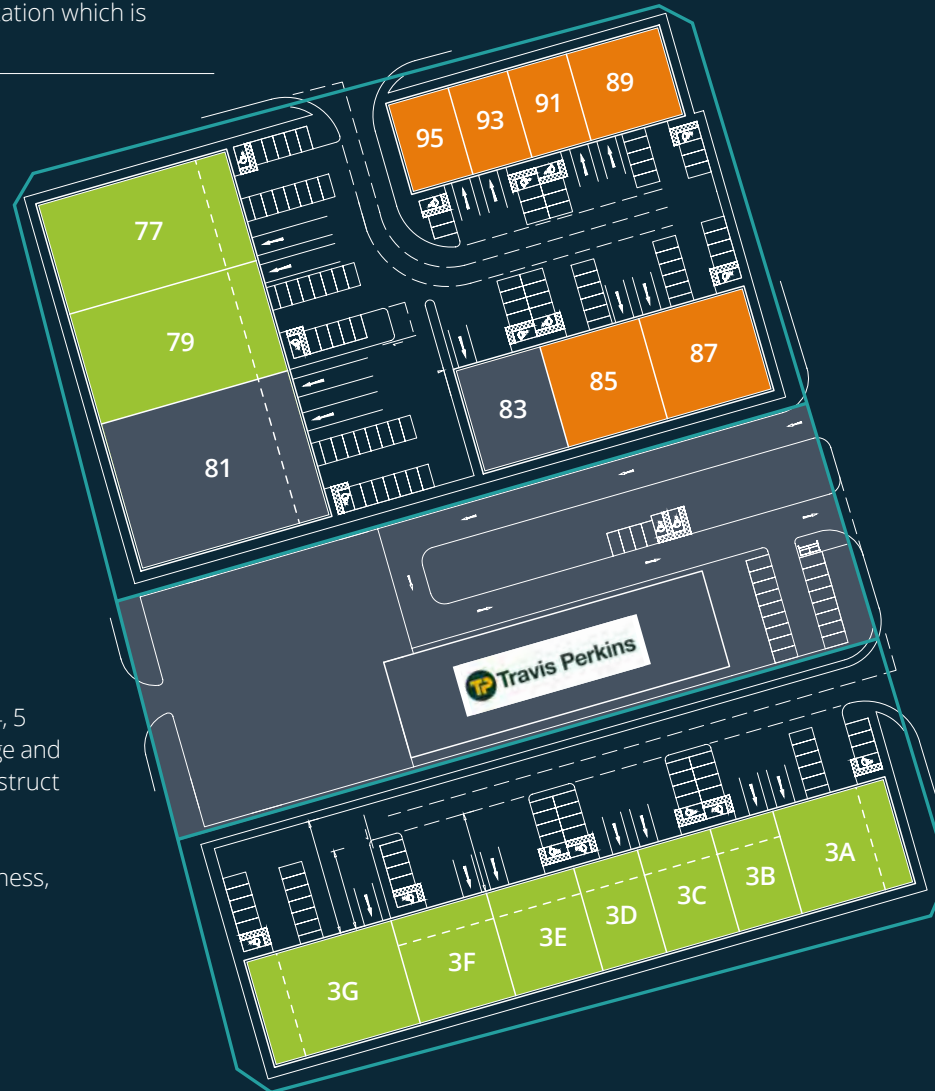 ation which is
89
91
93
95
77
79
87
85
83
81
TP Travis Perkins
, 5
ge and
struct
ness,
3A
3B
3C
3D
3E
3F
3G